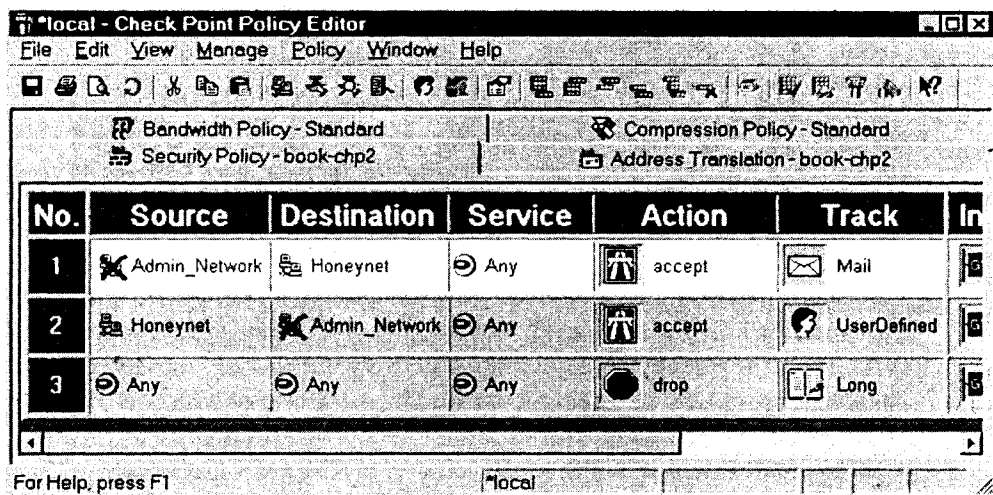 *local - Check Point Policy Editor
File Edit View Manage Policy Window Help
Bandwidth Policy - Standard Compression Policy - Standard
Security Policy - book-chp2 Address Translation - book-chp2
No. Source Destination Service Action Track In
1 Admin_Network Honeynet Any accept Mail
2 Honeynet Admin_Network Any accept UserDefined
3 Any Any Any drop Long
For Help, press F1 *local